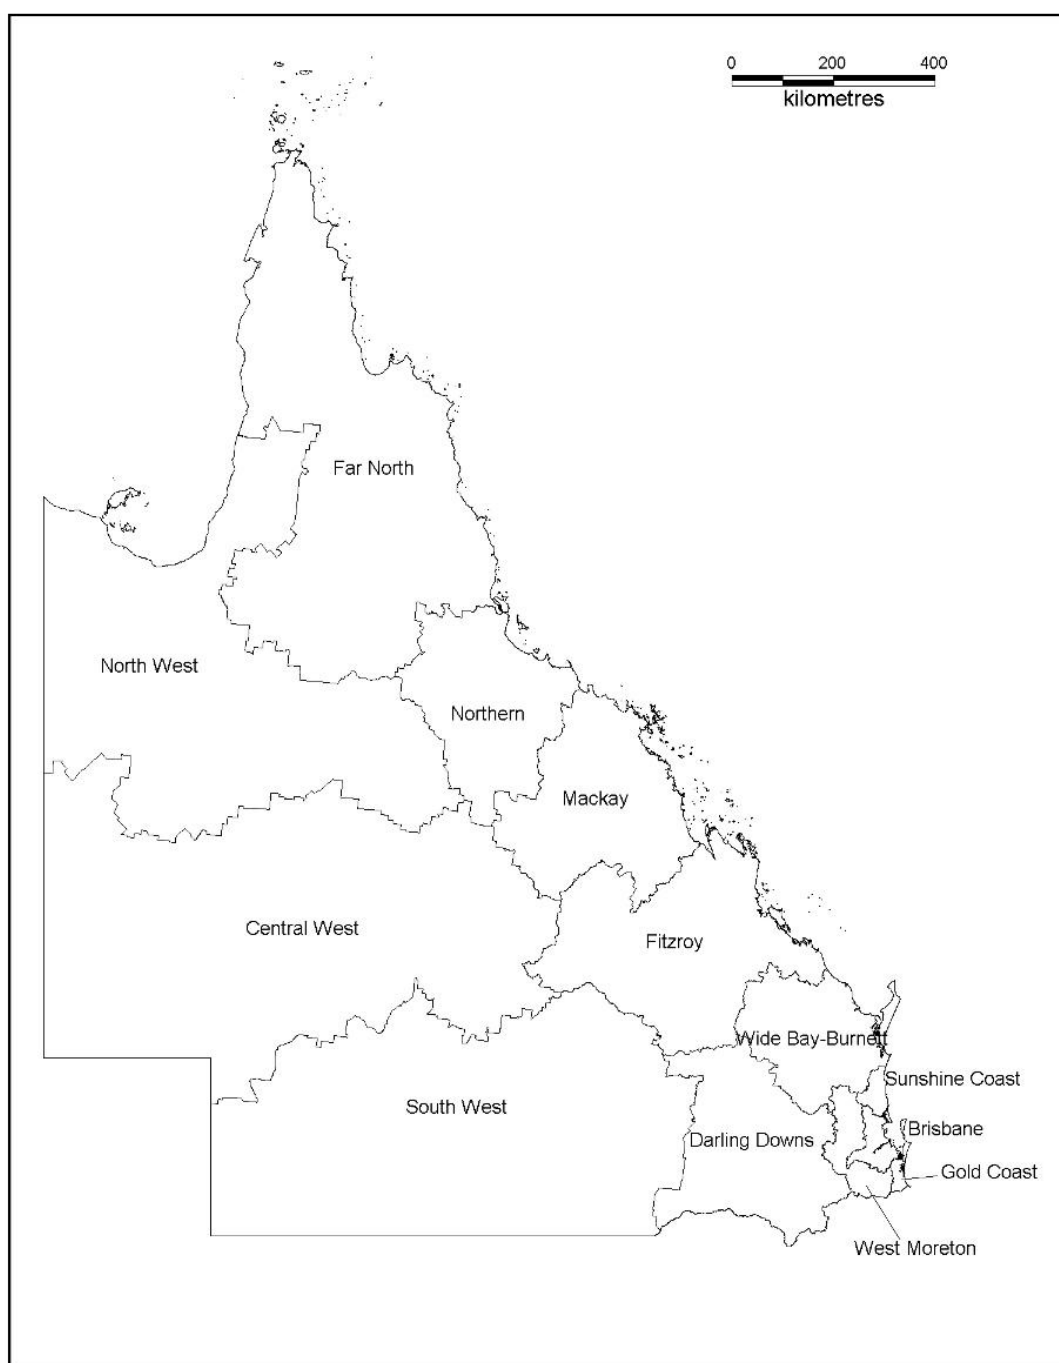 0 200 400
kilometres
Far North
North West
Northern
Mackay
Central West
Fitzroy
Wide Bay-Burnett
Sunshine Coast
South West
Darling Downs
Brisbane
Gold Coast
West Moreton